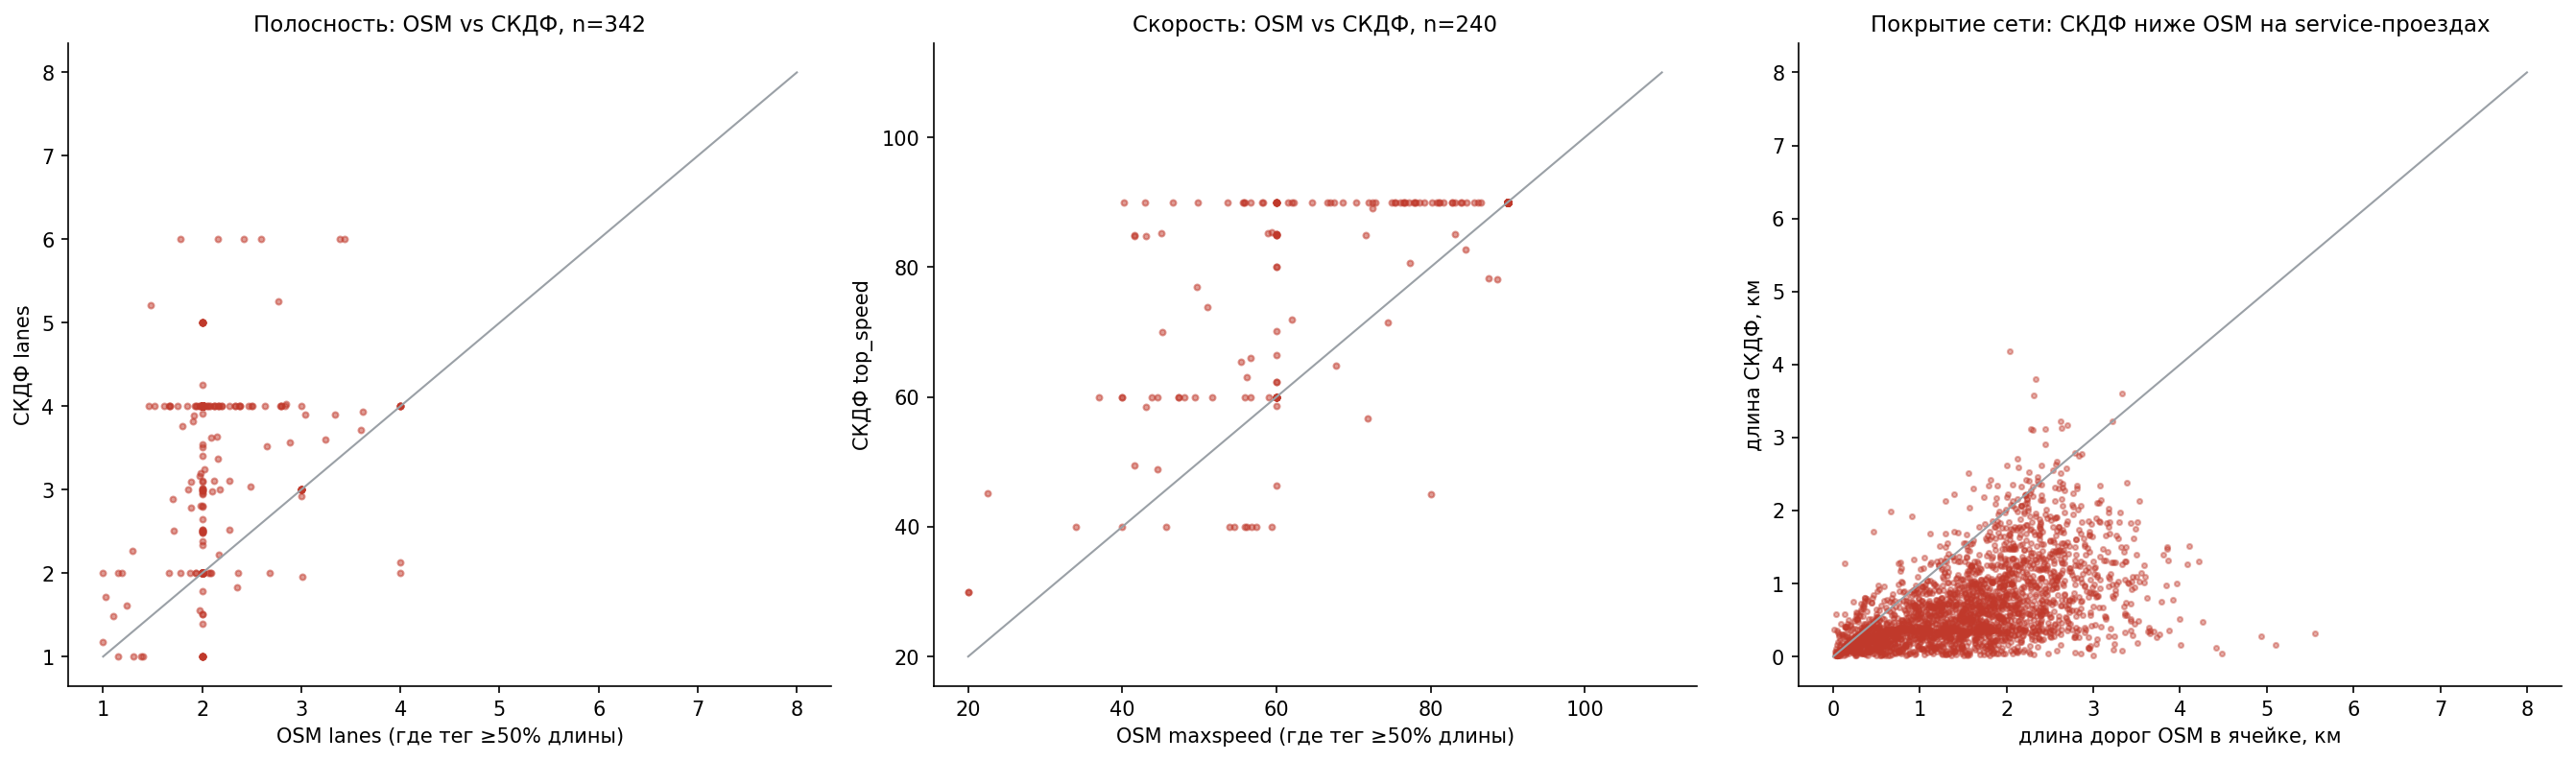 Полосность: OSM vs СКДФ, n=342
СКДФ lanes
8
7
6
5
4
3
2
1
1 2 3 4 5 6 7 8
OSM lanes (где тег ≥50% длины)
Скорость: OSM vs СКДФ, n=240
СКДФ top_speed
100
80
60
40
20
20 40 60 80 100
OSM maxspeed (где тег ≥50% длины)
Покрытие сети: СКДФ ниже OSM на service-проездах
длина СКДФ, км
8
7
6
5
4
3
2
1
0
0 1 2 3 4 5 6 7 8
длина дорог OSM в ячейке, км